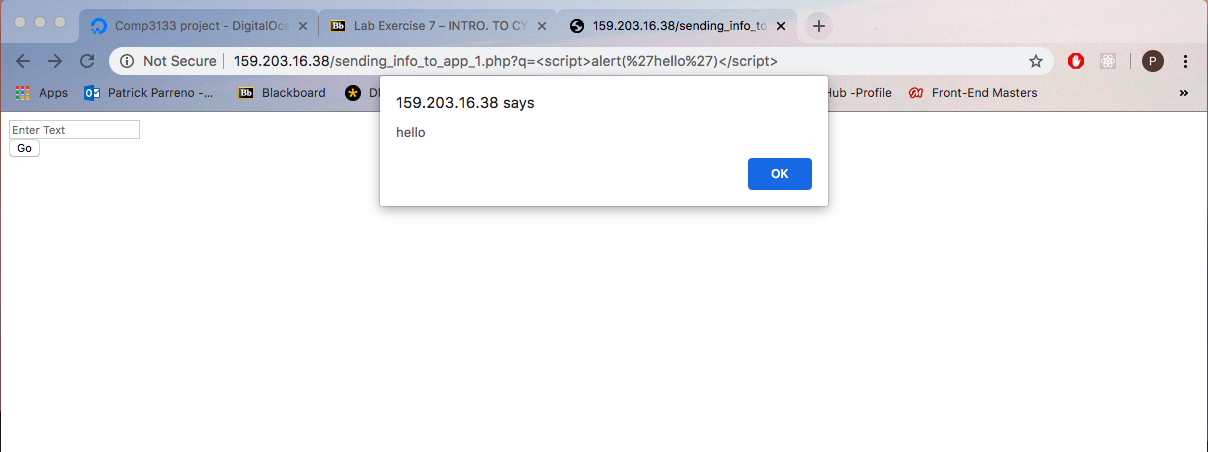 Comp3133 project - DigitalOce
Lab Exercise 7 – INTRO. TO CY
159.203.16.38/sending_info_to
Not Secure
159.203.16.38/sending_info_to_app_1.php?q=<script>alert(%27hello%27)</script>
P
Apps
Patrick Parreno -...
Bb
Blackboard
Hub -Profile
Front-End Masters
»
159.203.16.38 says
hello
OK
Enter Text
Go